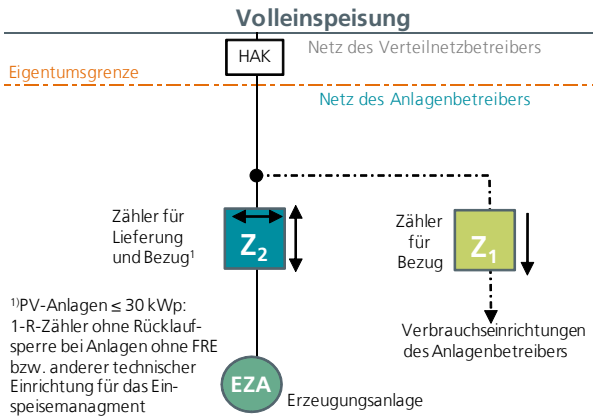 Volleinspeisung
Netz des Verteilnetzbetreibers
HAK
Eigentumsgrenze
Netz des Anlagenbetreibers
Zähler für
Lieferung
und Bezug¹
Z₂
Zähler
für
Bezug
Z₁
¹⁾PV-Anlagen ≤ 30 kWp:
1-R-Zähler ohne Rücklauf-
sperre bei Anlagen ohne FRE
bzw. anderer technischer
Einrichtung für das Ein-
speisemanagment
Verbrauchseinrichtungen
des Anlagenbetreibers
EZA
Erzeugungsanlage